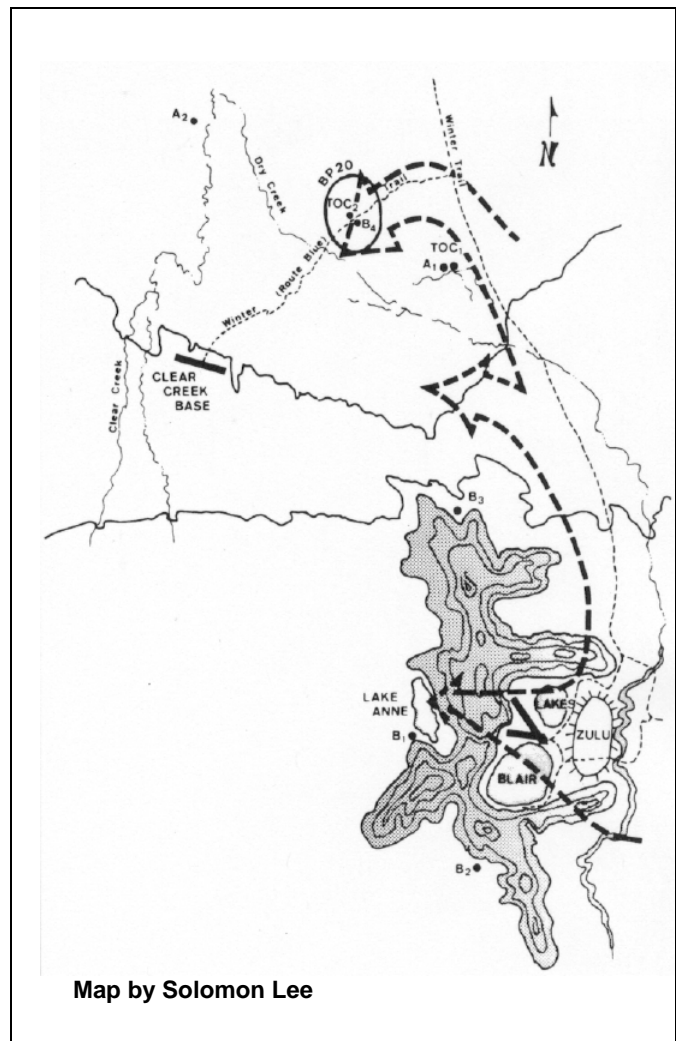 A2
Dry Creek
Winter Trail
N
BP20
TOC2
B4
Trail
TOC1
A1
(Route Blue)
Winter
CLEAR
CREEK
BASE
Clear Creek
B3
LAKE
ANNE
LAKES
ZULU
B1
BLAIR
B2
Map by Solomon Lee